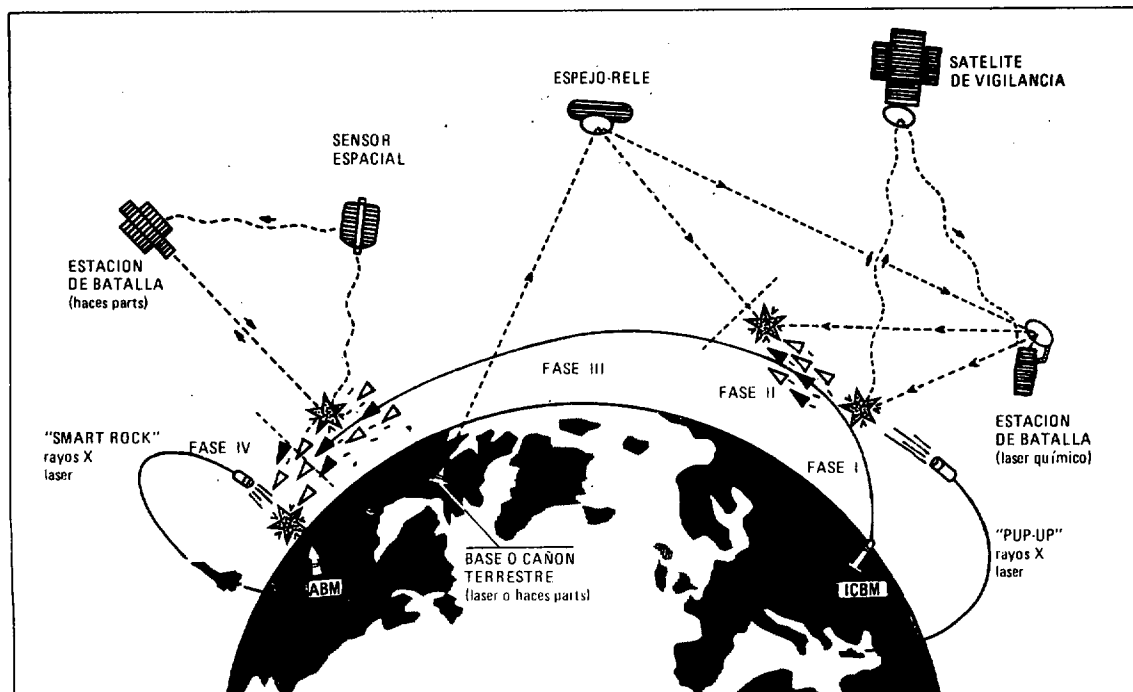 ESPEJO-RELE
SATELITE
DE VIGILANCIA
SENSOR
ESPACIAL
ESTACION
DE BATALLA
(haces parts)
FASE III
FASE II
FASE IV
FASE I
"SMART ROCK"
rayos X
laser
ESTACION
DE BATALLA
(laser químico)
"PUP-UP"
rayos X
laser
BASE O CAÑON
TERRESTRE
(laser o haces parts)
ABM
ICBM